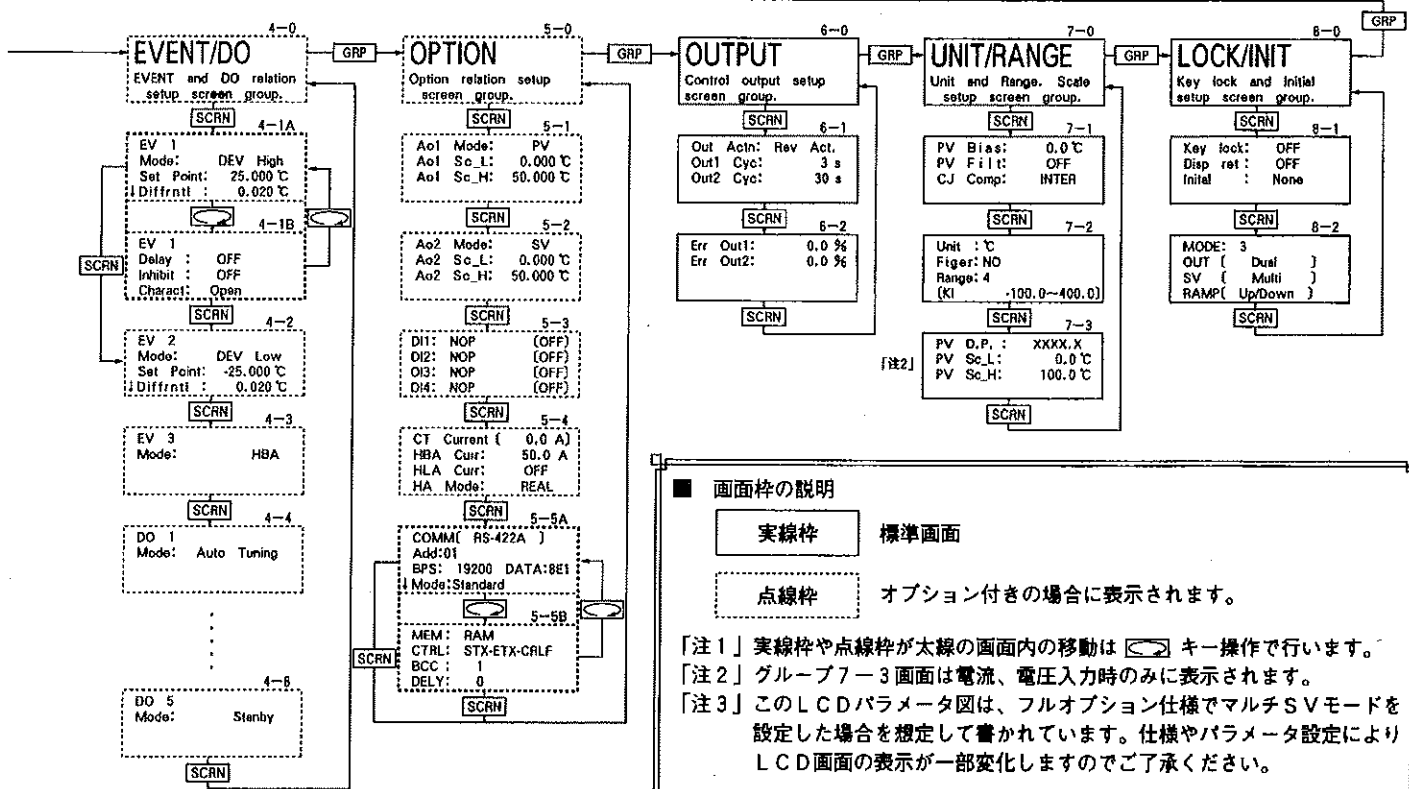 GRP
4-0
EVENT/DO
EVENT and DO relation
setup screen group.
SCRN
4-1A
EV 1
Mode: DEV High
Set Point: 25.000 ℃
↓Diffrntl : 0.020 ℃
4-1B
EV 1
Delay : OFF
Inhibit : OFF
Charact: Open
SCRN
SCRN
4-2
EV 2
Mode: DEV Low
Set Point: -25.000 ℃
↓Diffrntl : 0.020 ℃
SCRN
4-3
EV 3
Mode: HBA
SCRN
4-4
DO 1
Mode: Auto Tuning
4-8
DO 5
Mode: Stanby
SCRN
GRP
5-0
OPTION
Option relation setup
screen group.
SCRN
5-1
Ao1 Mode: PV
Ao1 Sc_L: 0.000 ℃
Ao1 Sc_H: 50.000 ℃
SCRN
5-2
Ao2 Mode: SV
Ao2 Sc_L: 0.000 ℃
Ao2 Sc_H: 50.000 ℃
SCRN
5-3
DI1: NOP (OFF)
DI2: NOP (OFF)
DI3: NOP (OFF)
DI4: NOP (OFF)
SCRN
5-4
CT Current [ 0.0 A]
HBA Curr: 50.0 A
HLA Curr: OFF
HA Mode: REAL
SCRN
5-5A
COMM[ RS-422A ]
Add:01
BPS: 19200 DATA:8E1
↓Mode:Standard
5-5B
MEM: RAM
CTRL: STX-ETX-CRLF
BCC : 1
DELY: 0
SCRN
SCRN
GRP
6-0
OUTPUT
Control output setup
screen group.
SCRN
6-1
Out Actn: Rev Act.
Out1 Cyc: 3 s
Out2 Cyc: 30 s
SCRN
6-2
Err Out1: 0.0 %
Err Out2: 0.0 %
SCRN
GRP
7-0
UNIT/RANGE
Unit and Range. Scale
setup screen group.
SCRN
7-1
PV Bias: 0.0 ℃
PV Filt: OFF
CJ Comp: INTER
SCRN
7-2
Unit : ℃
Figer: NO
Range: 4
[KI -100.0~400.0]
SCRN
7-3
「注2」
PV D.P. : XXXX.X
PV Sc_L: 0.0 ℃
PV Sc_H: 100.0 ℃
SCRN
GRP
8-0
LOCK/INIT
Key lock and Initial
setup screen group.
SCRN
8-1
Key lock: OFF
Disp ret : OFF
Inital : None
SCRN
8-2
MODE: 3
OUT [ Dual ]
SV [ Multi ]
RAMP[ Up/Down ]
SCRN
■ 画面枠の説明
実線枠 標準画面
点線枠 オプション付きの場合に表示されます。
「注1」実線枠や点線枠が太線の画面内の移動は キー操作で行います。
「注2」グループ7-3画面は電流、電圧入力時のみに表示されます。
「注3」このLCDパラメータ図は、フルオプション仕様でマルチSVモードを
設定した場合を想定して書かれています。仕様やパラメータ設定により
LCD画面の表示が一部変化しますのでご了承ください。